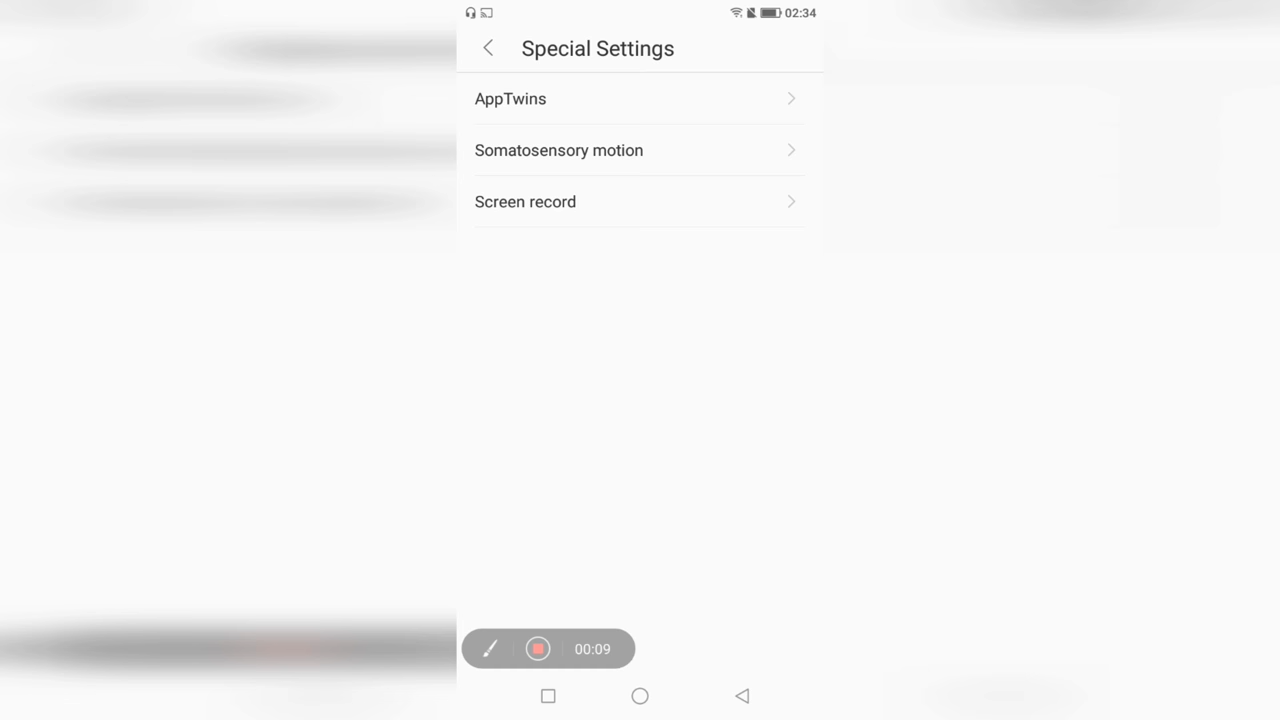 02:34
Special Settings
AppTwins
Somatosensory motion
Screen record
00:09